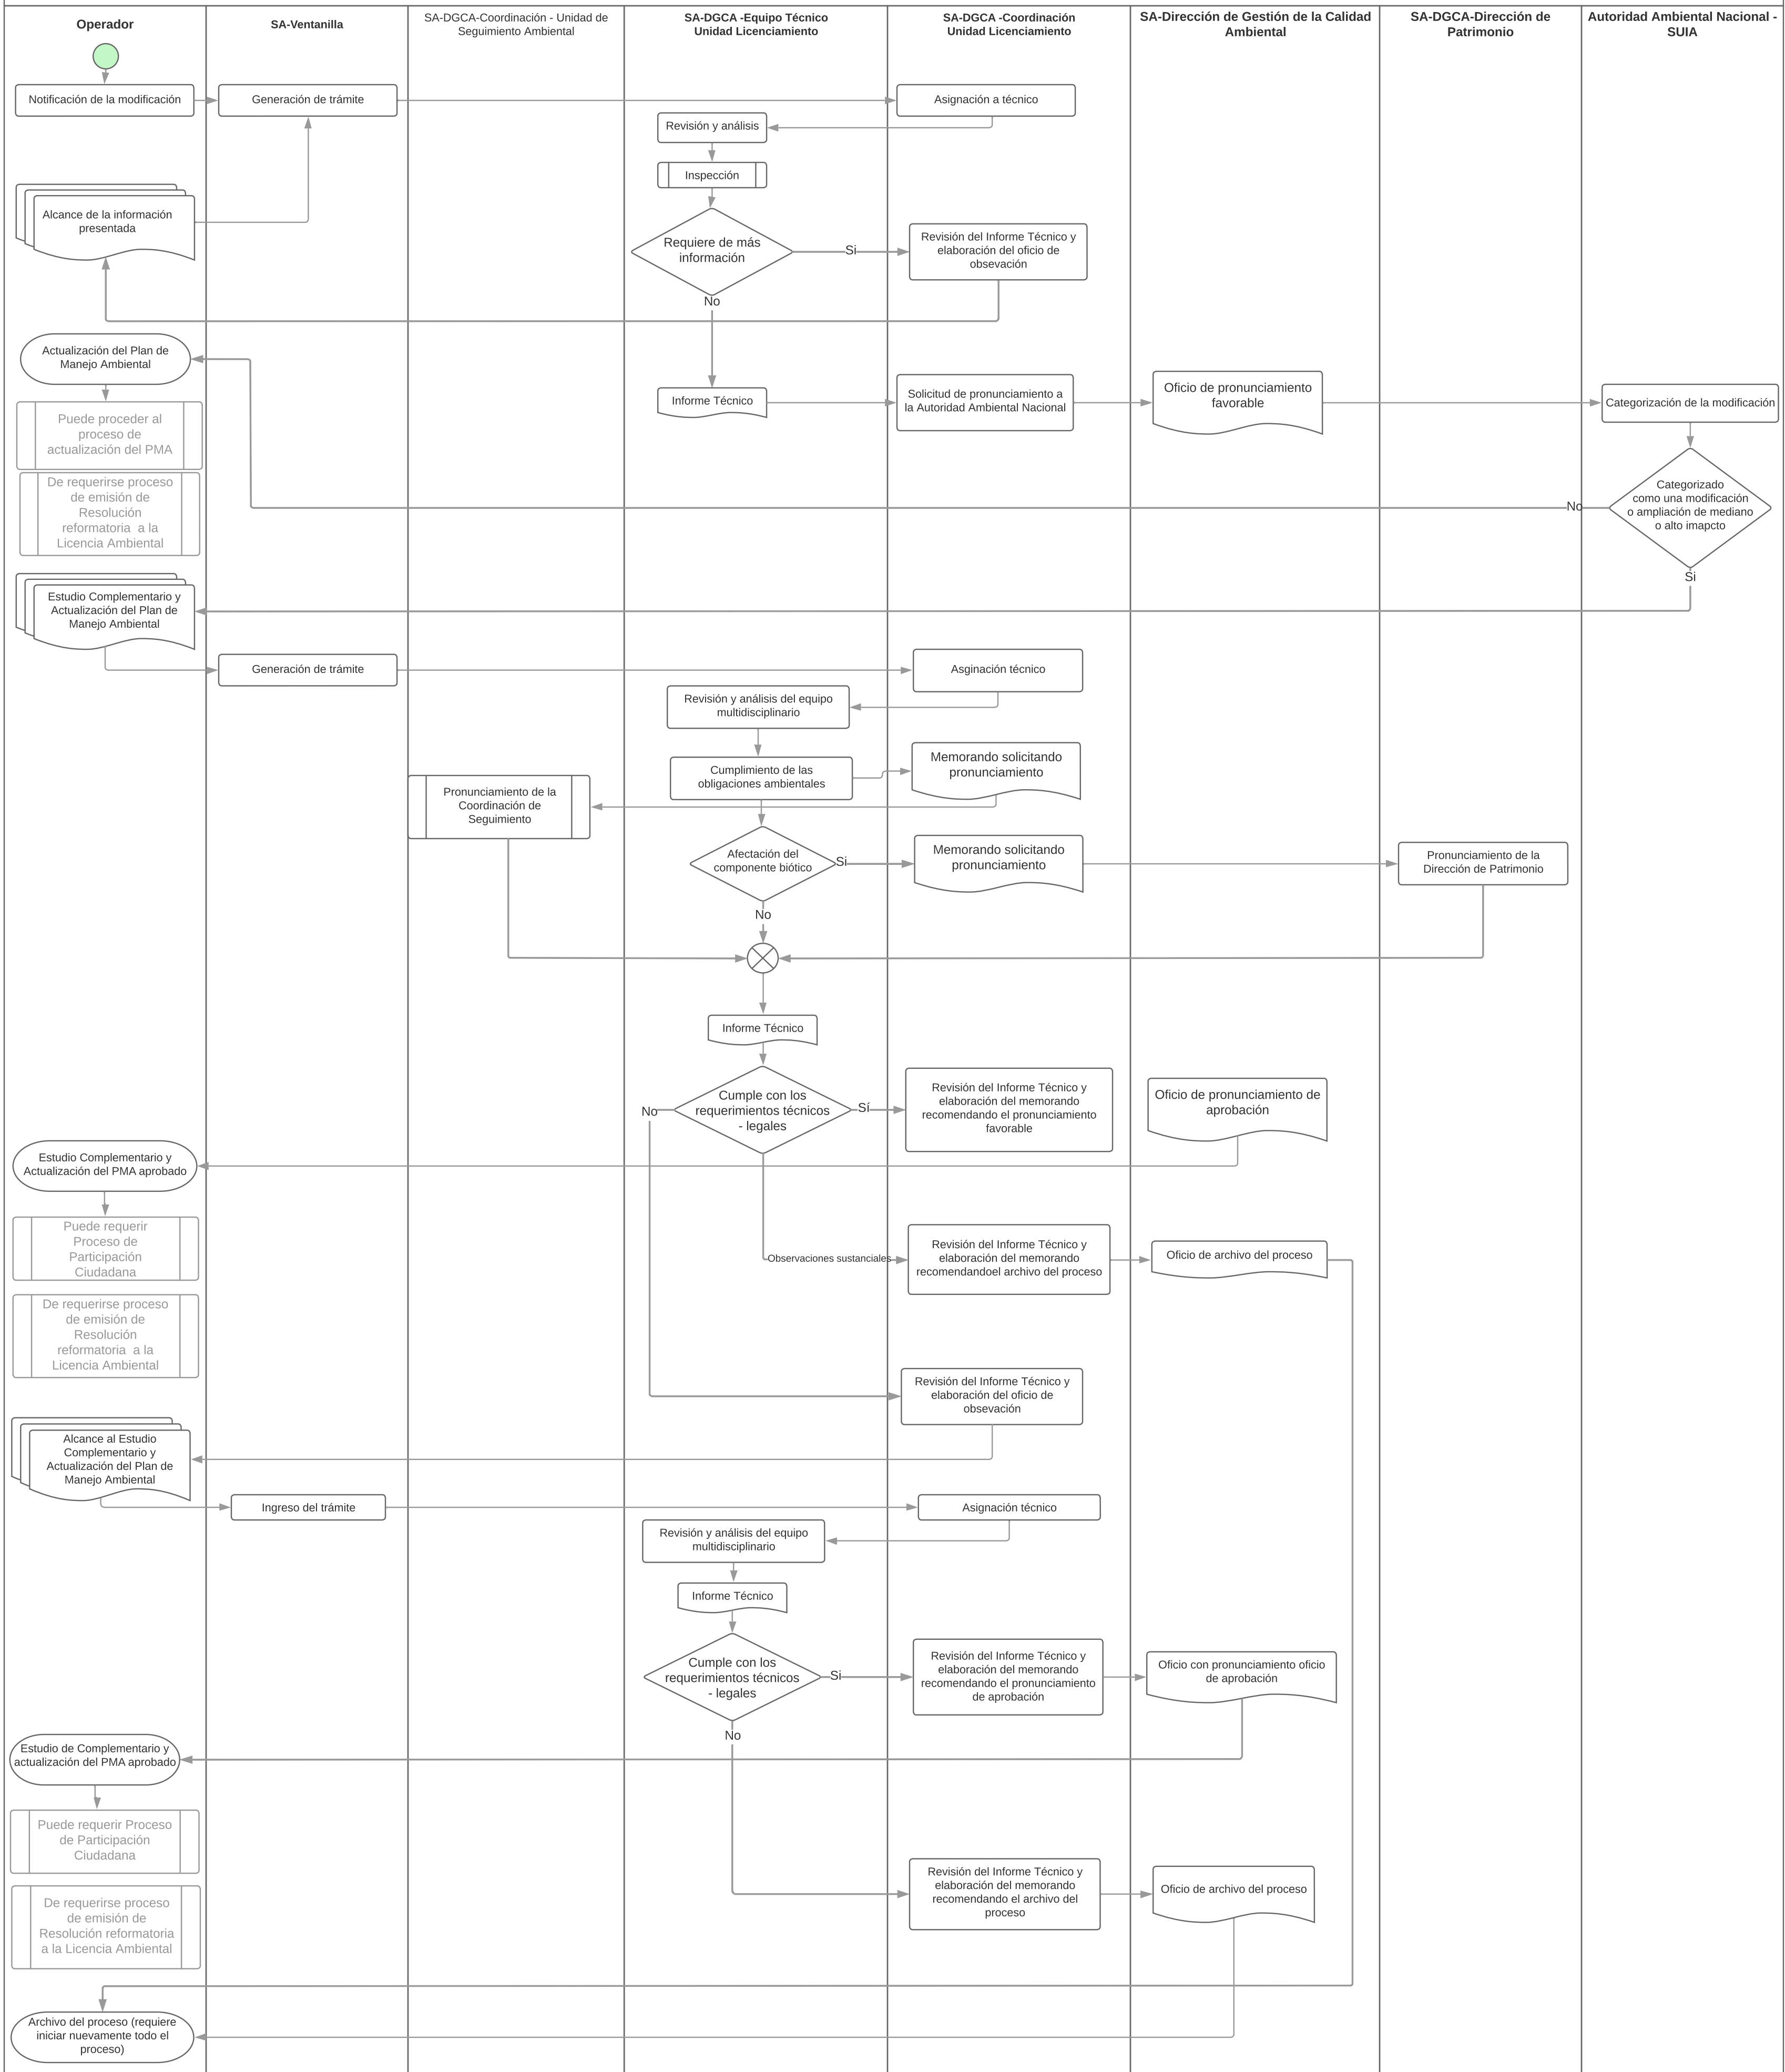 Operador
SA-Ventanilla
SA-DGCA-Coordinación - Unidad de
Seguimiento Ambiental
SA-DGCA -Equipo Técnico
Unidad Licenciamiento
SA-DGCA -Coordinación
Unidad Licenciamiento
SA-Dirección de Gestión de la Calidad
Ambiental
SA-DGCA-Dirección de
Patrimonio
Autoridad Ambiental Nacional -
SUIA
Notificación de la modificación
Generación de trámite
Asignación a técnico
Revisión y análisis
Inspección
Alcance de la información
presentada
Requiere de más
información
Si
Revisión del Informe Técnico y
elaboración del oficio de
obsevación
No
Actualización del Plan de
Manejo Ambiental
Informe Técnico
Solicitud de pronunciamiento a
la Autoridad Ambiental Nacional
Oficio de pronunciamiento
favorable
Categorización de la modificación
Puede proceder al
proceso de
actualización del PMA
De requerirse proceso
de emisión de
Resolución
reformatoria  a la
Licencia Ambiental
Categorizado
como una modificación
o ampliación de mediano
o alto imapcto
No
Si
Estudio Complementario y
Actualización del Plan de
Manejo Ambiental
Generación de trámite
Asginación técnico
Revisión y análisis del equipo
multidisciplinario
Cumplimiento de las
obligaciones ambientales
Memorando solicitando
pronunciamiento
Pronunciamiento de la
Coordinación de
Seguimiento
Afectación del
componente biótico
Si
Memorando solicitando
pronunciamiento
Pronunciamiento de la
Dirección de Patrimonio
No
Informe Técnico
Cumple con los
requerimientos técnicos
- legales
No
Sí
Revisión del Informe Técnico y
elaboración del memorando
recomendando el pronunciamiento
favorable
Oficio de pronunciamiento de
aprobación
Estudio Complementario y
Actualización del PMA aprobado
Puede requerir
Proceso de
Participación
Ciudadana
Observaciones sustanciales
Revisión del Informe Técnico y
elaboración del memorando
recomendandoel archivo del proceso
Oficio de archivo del proceso
De requerirse proceso
de emisión de
Resolución
reformatoria  a la
Licencia Ambiental
Revisión del Informe Técnico y
elaboración del oficio de
obsevación
Alcance al Estudio
Complementario y
Actualización del Plan de
Manejo Ambiental
Ingreso del trámite
Asignación técnico
Revisión y análisis del equipo
multidisciplinario
Informe Técnico
Cumple con los
requerimientos técnicos
- legales
Si
Revisión del Informe Técnico y
elaboración del memorando
recomendando el pronunciamiento
de aprobación
Oficio con pronunciamiento oficio
de aprobación
No
Estudio de Complementario y
actualización del PMA aprobado
Puede requerir Proceso
de Participación
Ciudadana
Revisión del Informe Técnico y
elaboración del memorando
recomendando el archivo del
proceso
Oficio de archivo del proceso
De requerirse proceso
de emisión de
Resolución reformatoria
a la Licencia Ambiental
Archivo del proceso (requiere
iniciar nuevamente todo el
proceso)